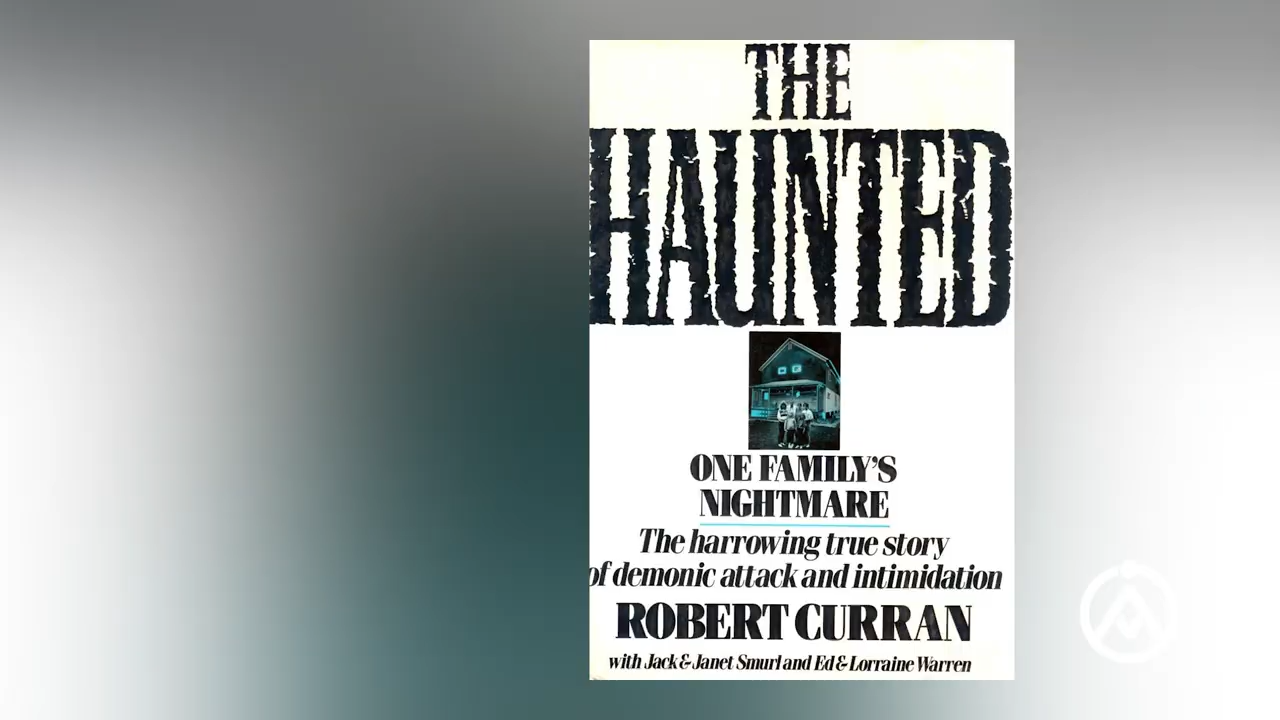 THE
HAUNTED
ONE FAMILY'S
NIGHTMARE
The harrowing true story
of demonic attack and intimidation
ROBERT CURRAN
with Jack & Janet Smurl and Ed & Lorraine Warren